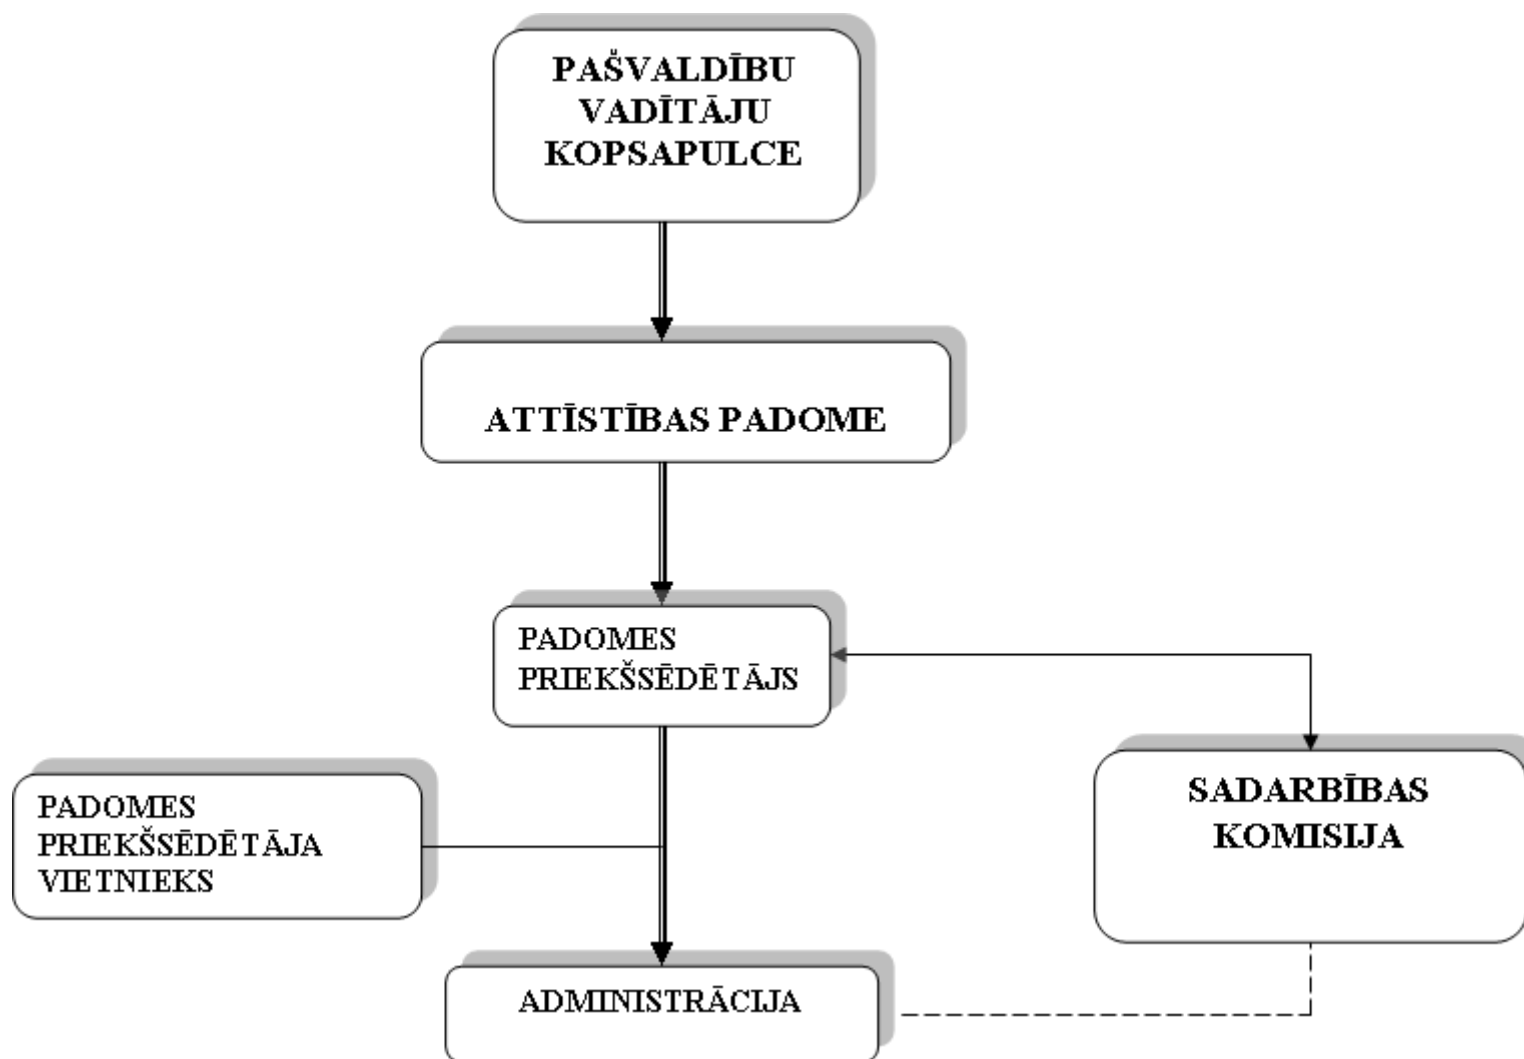 PAŠVALDĪBU
VADĪTĀJU
KOPSAPULCE
ATTĪSTĪBAS PADOME
PADOMES
PRIEKŠSĒDĒTĀJS
PADOMES
PRIEKŠSĒDĒTĀJA
VIETNIEKS
SADARBĪBAS
KOMISIJA
ADMINISTRĀCIJA